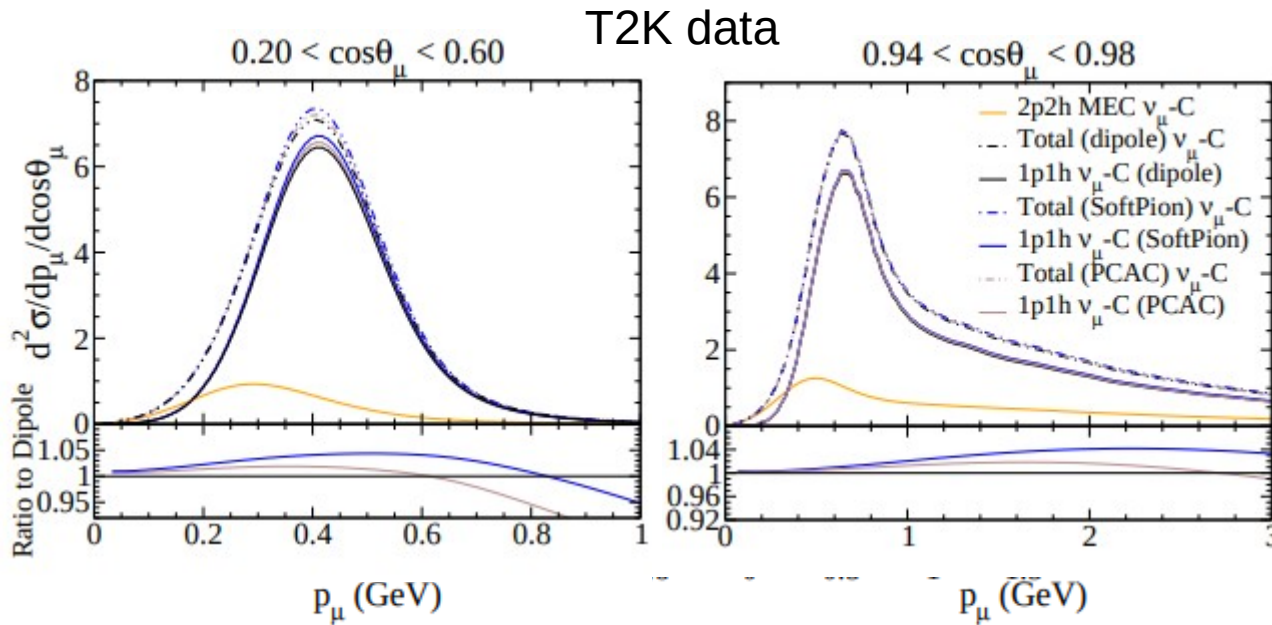 T2K data
0.20 < cosθμ < 0.60
0.94 < cosθμ < 0.98
d²σ/dpμ/dcosθμ
8
6
4
2
0
Ratio to Dipole
1.05
1
0.95
0 0.2 0.4 0.6 0.8 1
pμ (GeV)
8
6
4
2
0
2p2h MEC νμ-C
Total (dipole) νμ-C
1p1h νμ-C (dipole)
Total (SoftPion) νμ-C
1p1h νμ-C (SoftPion)
Total (PCAC) νμ-C
1p1h νμ-C (PCAC)
1.04
1
0.96
0.92
0 1 2 3
pμ (GeV)